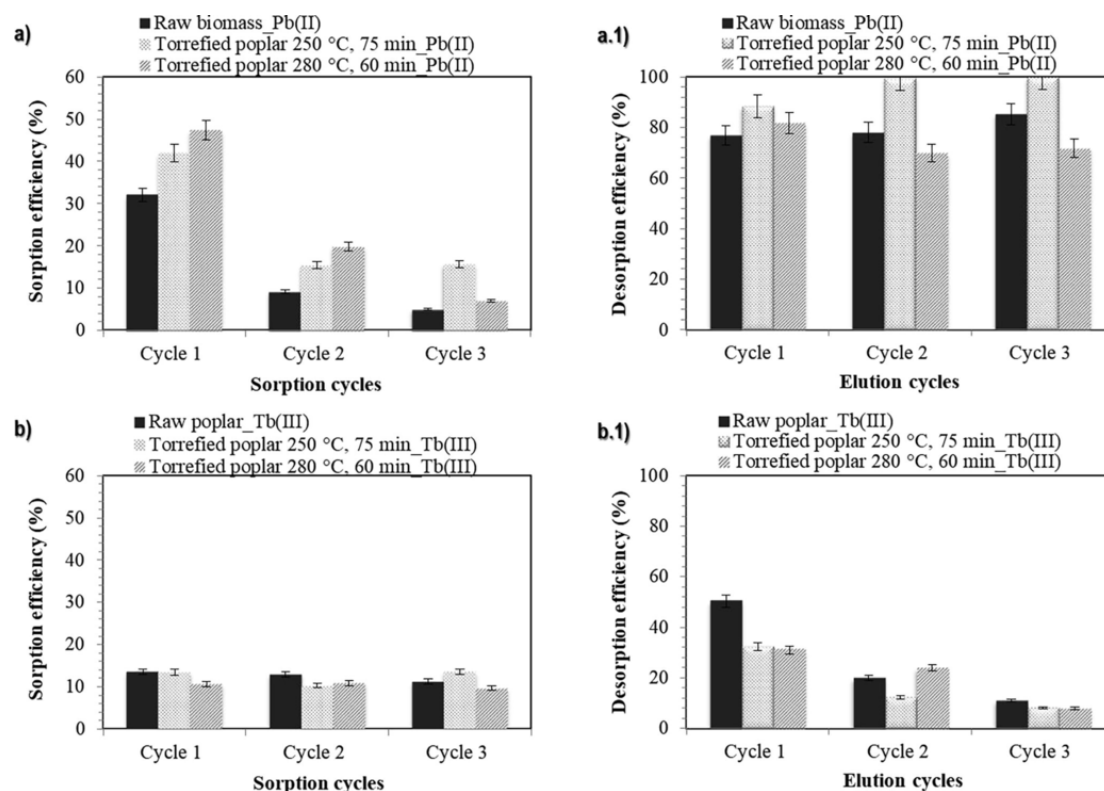 a)
Raw biomass_Pb(II)
Torrefied poplar 250 °C, 75 min_Pb(II)
Torrefied poplar 280 °C, 60 min_Pb(II)
60
50
40
30
20
10
0
Sorption efficiency (%)
Cycle 1 Cycle 2 Cycle 3
Sorption cycles
a.1)
Raw biomass_Pb(II)
Torrefied poplar 250 °C, 75 min_Pb(II)
Torrefied poplar 280 °C, 60 min_Pb(II)
100
80
60
40
20
0
Desorption efficiency (%)
Cycle 1 Cycle 2 Cycle 3
Elution cycles
b)
Raw poplar_Tb(III)
Torrefied poplar 250 °C, 75 min_Tb(III)
Torrefied poplar 280 °C, 60 min_Tb(III)
60
50
40
30
20
10
0
Sorption efficiency (%)
Cycle 1 Cycle 2 Cycle 3
Sorption cycles
b.1)
Raw poplar_Tb(III)
Torrefied poplar 250 °C, 75 min_Tb(III)
Torrefied poplar 280 °C, 60 min_Tb(III)
100
80
60
40
20
0
Desorption efficiency (%)
Cycle 1 Cycle 2 Cycle 3
Elution cycles